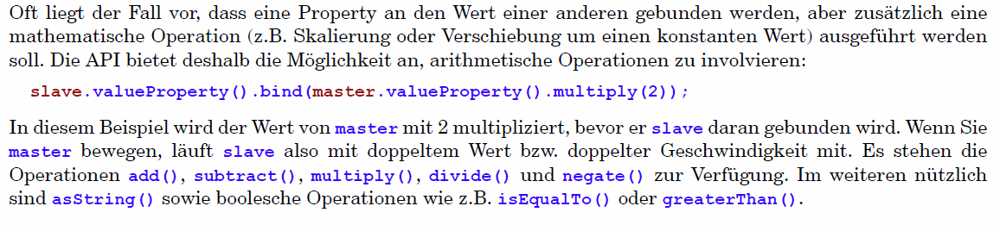 Oft liegt der Fall vor, dass eine Property an den Wert einer anderen gebunden werden, aber zusätzlich eine
mathematische Operation (z.B. Skalierung oder Verschiebung um einen konstanten Wert) ausgeführt werden
soll. Die API bietet deshalb die Möglichkeit an, arithmetische Operationen zu involvieren:
slave.valueProperty().bind(master.valueProperty().multiply(2));
In diesem Beispiel wird der Wert von master mit 2 multipliziert, bevor er slave daran gebunden wird. Wenn Sie
master bewegen, läuft slave also mit doppeltem Wert bzw. doppelter Geschwindigkeit mit. Es stehen die
Operationen add(), subtract(), multiply(), divide() und negate() zur Verfügung. Im weiteren nützlich
sind asString() sowie boolesche Operationen wie z.B. isEqualTo() oder greaterThan().